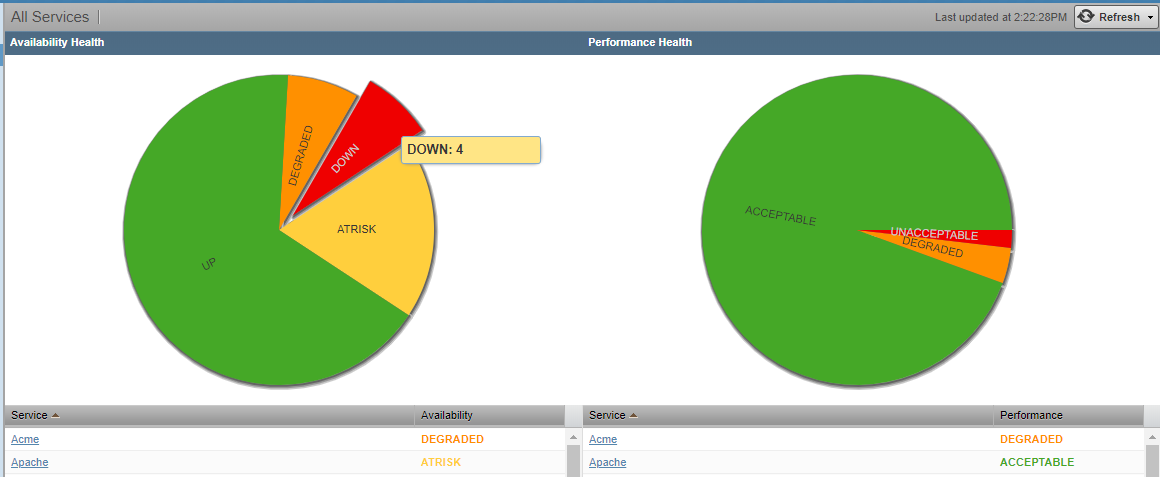 All Services
Last updated at 2:22:28PM
Refresh
Availability Health
Performance Health
DEGRADED
DOWN
DOWN: 4
ATRISK
UP
ACCEPTABLE
UNACCEPTABLE
DEGRADED
Service
Availability
Service
Performance
Acme
DEGRADED
Acme
DEGRADED
Apache
ATRISK
Apache
ACCEPTABLE